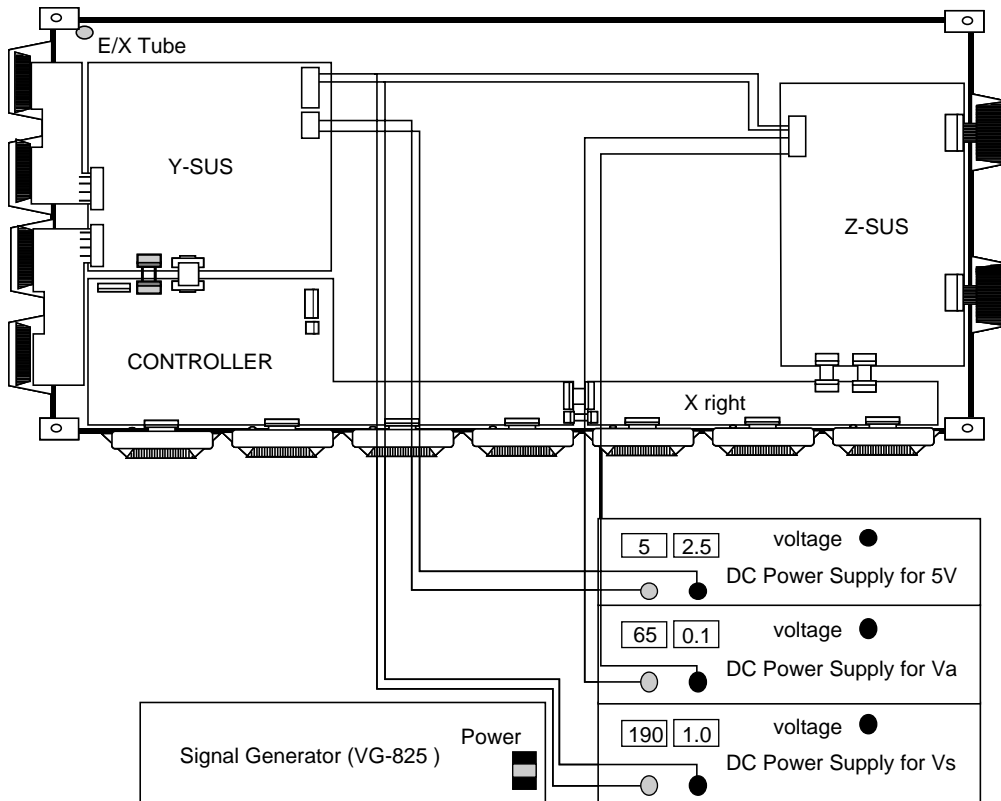 E/X Tube
Y-SUS
Z-SUS
CONTROLLER
X right
5 2.5 voltage
DC Power Supply for 5V
65 0.1 voltage
DC Power Supply for Va
190 1.0 voltage
DC Power Supply for Vs
Signal Generator (VG-825 )
Power